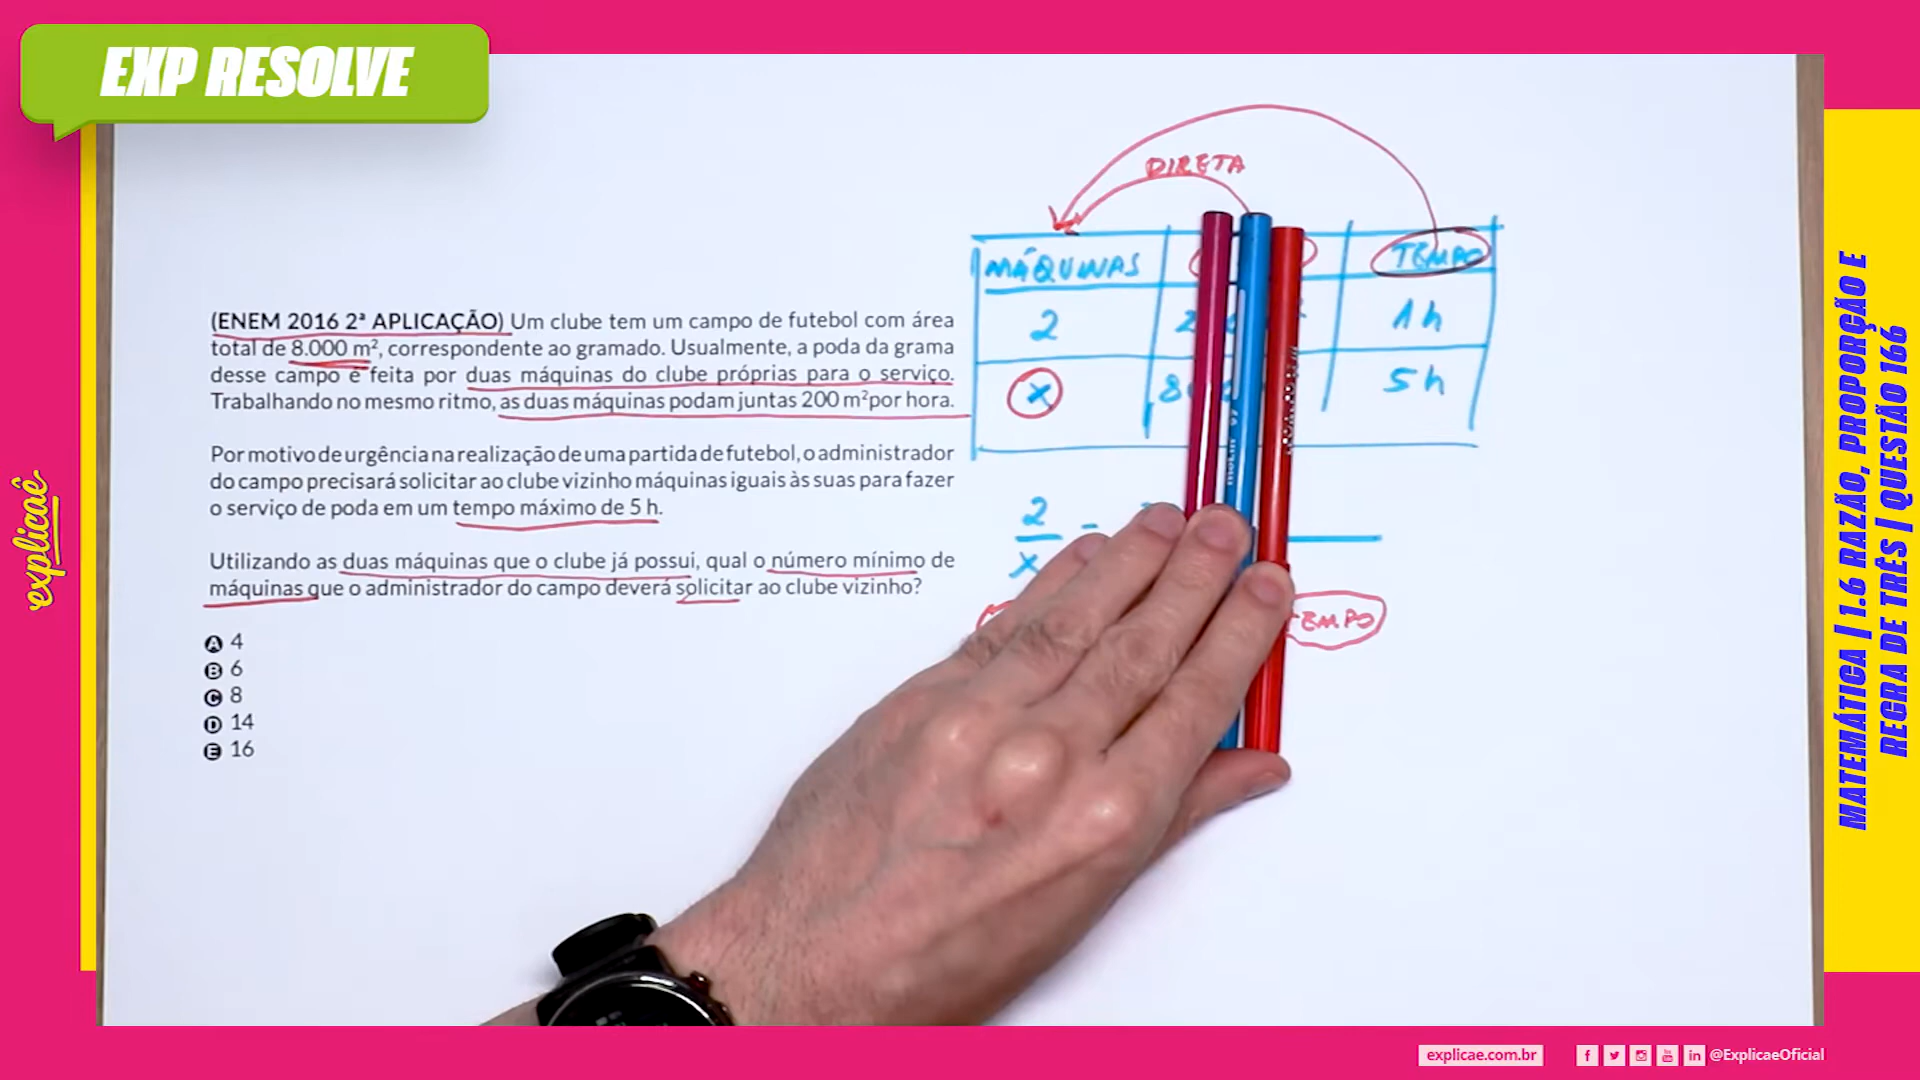 EXP RESOLVE
DIRETA
MÁQUINAS
TEMPO
2
1h
x
5h
(ENEM 2016 2ª APLICAÇÃO) Um clube tem um campo de futebol com área
total de 8.000 m², correspondente ao gramado. Usualmente, a poda da grama
desse campo é feita por duas máquinas do clube próprias para o serviço.
Trabalhando no mesmo ritmo, as duas máquinas podam juntas 200 m²por hora.
Por motivo de urgência na realização de uma partida de futebol, o administrador
do campo precisará solicitar ao clube vizinho máquinas iguais às suas para fazer
o serviço de poda em um tempo máximo de 5 h.
Utilizando as duas máquinas que o clube já possui, qual o número mínimo de
máquinas que o administrador do campo deverá solicitar ao clube vizinho?
A 4
B 6
C 8
D 14
E 16
2
x
=
TEMPO
explicaê
MATEMÁTICA | 1.6 RAZÃO, PROPORÇÃO E
REGRA DE TRÊS | QUESTÃO 166
explicae.com.br
@ExplicaeOficial